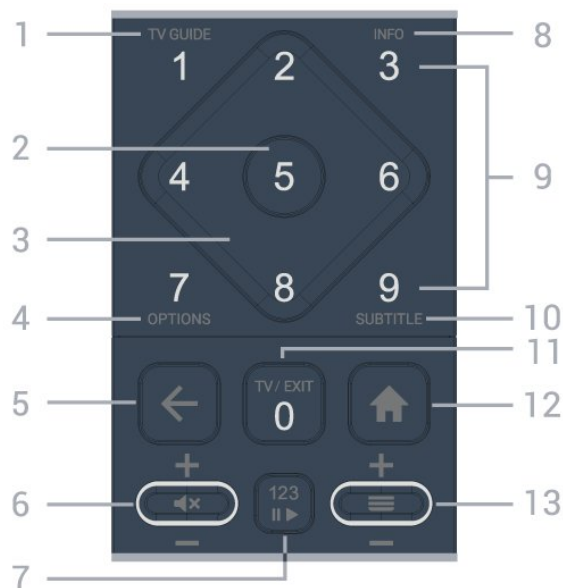 1 TV GUIDE INFO 8
1 2 3
2 4 5 6 9
3
7 8 9
4 OPTIONS SUBTITLE 10
11
5 TV / EXIT 12
0
+ +
6 123 13
− −
7